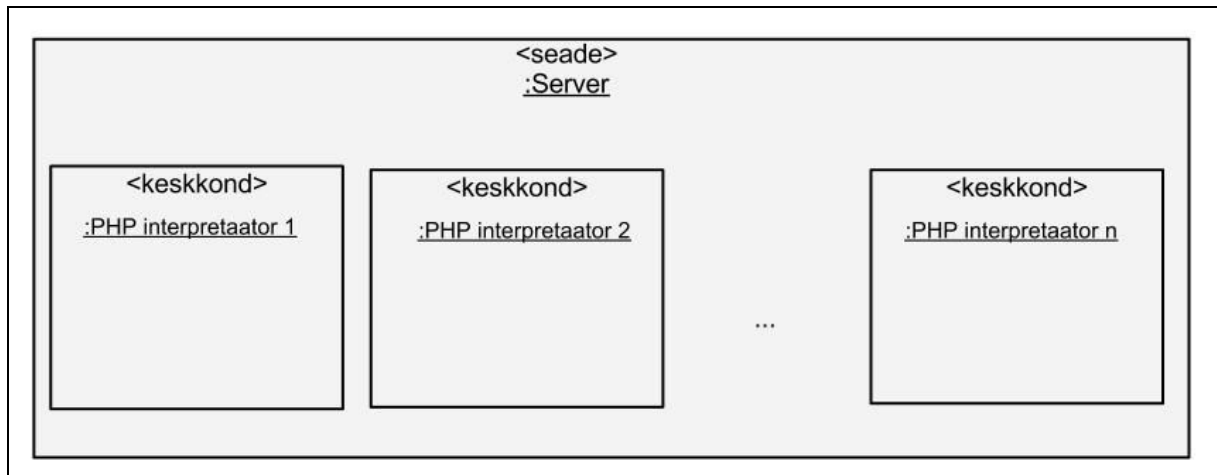 <seade>
:Server
<keskkond>
:PHP interpretaator 1
<keskkond>
:PHP interpretaator 2
...
<keskkond>
:PHP interpretaator n